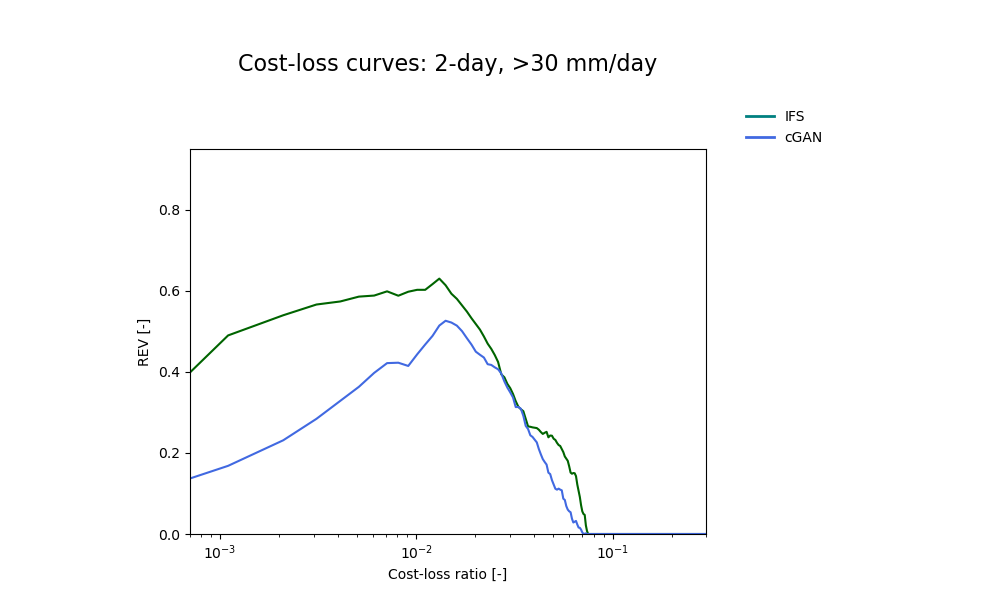 Cost-loss curves: 2-day, >30 mm/day
IFS
cGAN
0.8
0.6
0.4
0.2
0.0
REV [-]
10⁻³
10⁻²
10⁻¹
Cost-loss ratio [-]